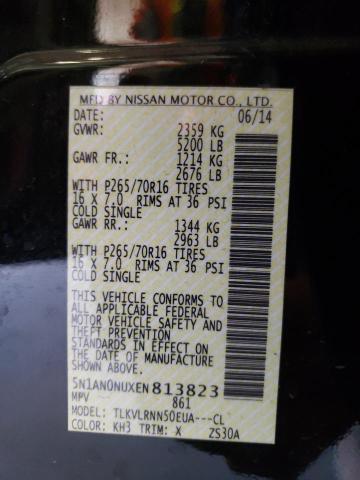 MFD BY NISSAN MOTOR CO., LTD.
DATE: 06/14
GVWR: 2359 KG
5200 LB
GAWR FR.: 1214 KG
2676 LB
WITH P265/70R16 TIRES
16 X 7.0 RIMS AT 36 PSI
COLD SINGLE
GAWR RR.: 1344 KG
2963 LB
WITH P265/70R16 TIRES
16 X 7.0 RIMS AT 36 PSI
COLD SINGLE
THIS VEHICLE CONFORMS TO
ALL APPLICABLE FEDERAL
MOTOR VEHICLE SAFETY AND
THEFT PREVENTION
STANDARDS IN EFFECT ON
THE DATE OF MANUFACTURE
SHOWN ABOVE.
5N1AN0NUXEN813823
MPV 861
MODEL: TLKVLRNN50EUA---CL
COLOR: KH3 TRIM: X ZS30A